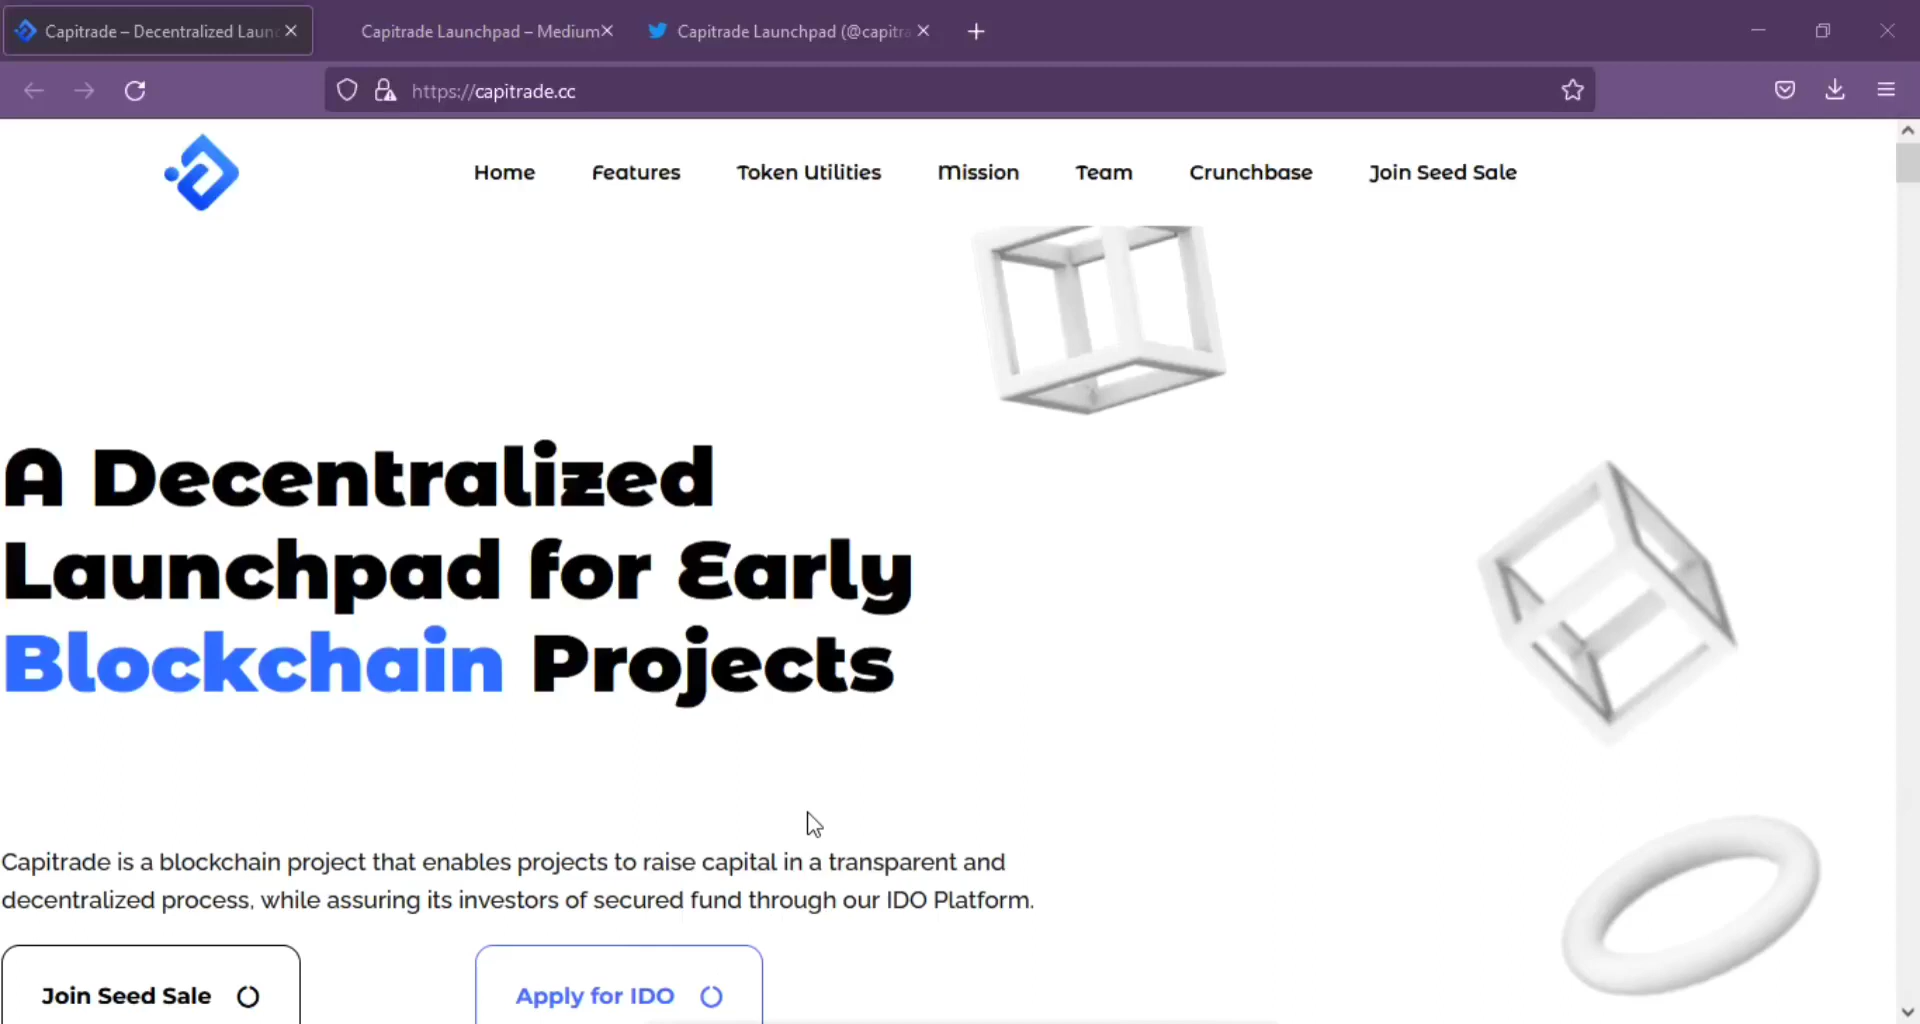 Capitrade – Decentralized Laun
Capitrade Launchpad – Medium
Capitrade Launchpad (@capitra
https://capitrade.cc
Home
Features
Token Utilities
Mission
Team
Crunchbase
Join Seed Sale
A Decentralized
Launchpad for Early
Blockchain Projects
Capitrade is a blockchain project that enables projects to raise capital in a transparent and
decentralized process, while assuring its investors of secured fund through our IDO Platform.
Join Seed Sale
Apply for IDO